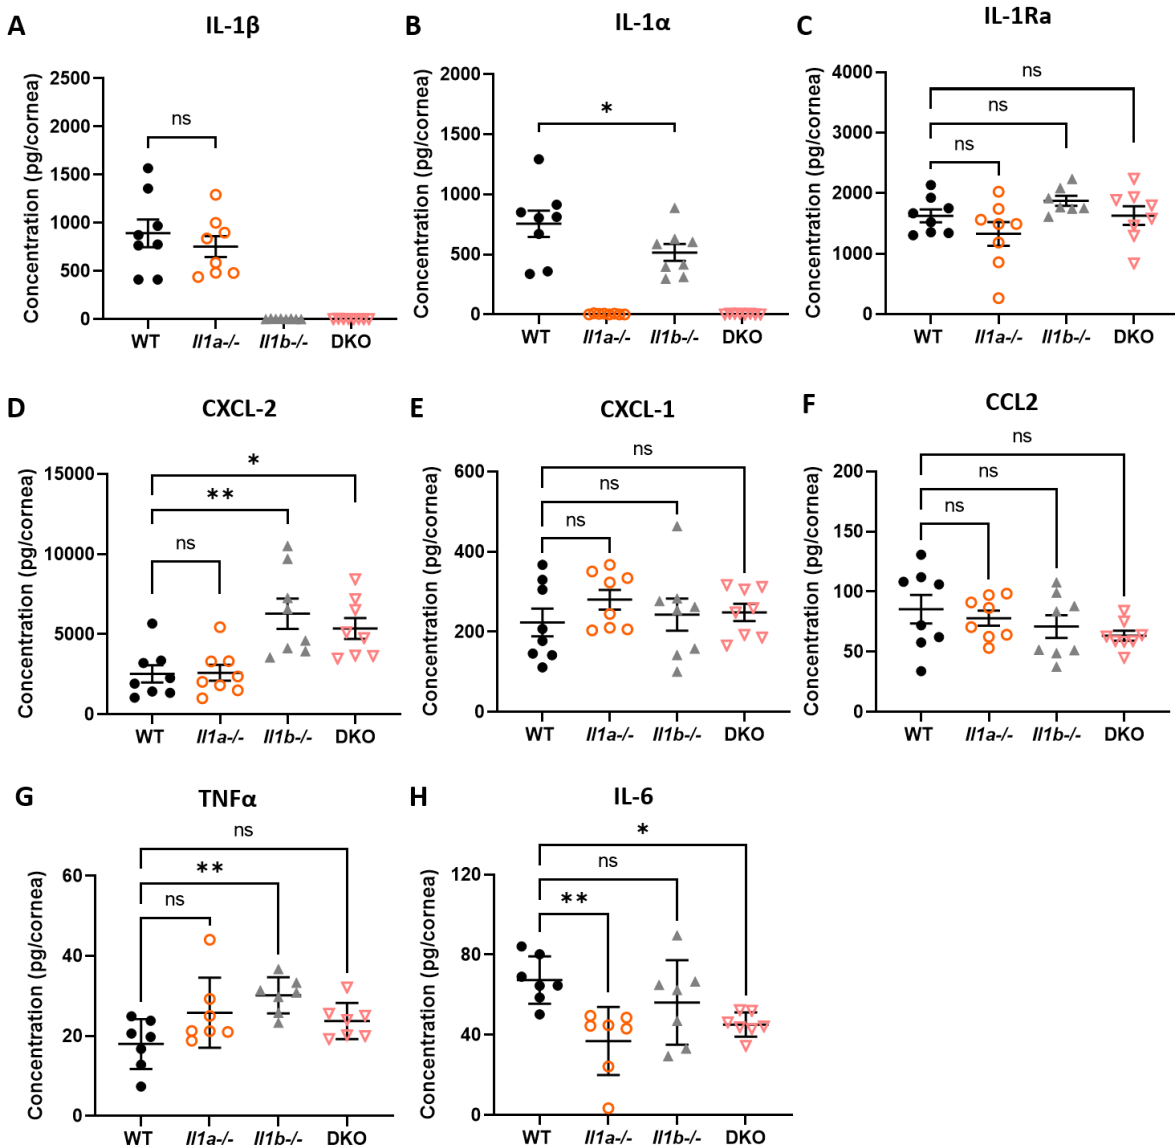 A
IL-1β
Concentration (pg/cornea)
2500
2000
1500
1000
500
0
ns
WT
Il1a-/-
Il1b-/-
DKO
B
IL-1α
Concentration (pg/cornea)
2000
1500
1000
500
0
*
WT
Il1a-/-
Il1b-/-
DKO
C
IL-1Ra
Concentration (pg/cornea)
4000
3000
2000
1000
0
ns
ns
ns
WT
Il1a-/-
Il1b-/-
DKO
D
CXCL-2
Concentration (pg/cornea)
15000
10000
5000
0
*
**
ns
WT
Il1a-/-
Il1b-/-
DKO
E
CXCL-1
Concentration (pg/cornea)
600
400
200
0
ns
ns
ns
WT
Il1a-/-
Il1b-/-
DKO
F
CCL2
Concentration (pg/cornea)
200
150
100
50
0
ns
ns
ns
WT
Il1a-/-
Il1b-/-
DKO
G
TNFα
Concentration (pg/cornea)
60
40
20
0
ns
**
ns
WT
Il1a-/-
Il1b-/-
DKO
H
IL-6
Concentration (pg/cornea)
120
80
40
0
*
ns
**
WT
Il1a-/-
Il1b-/-
DKO